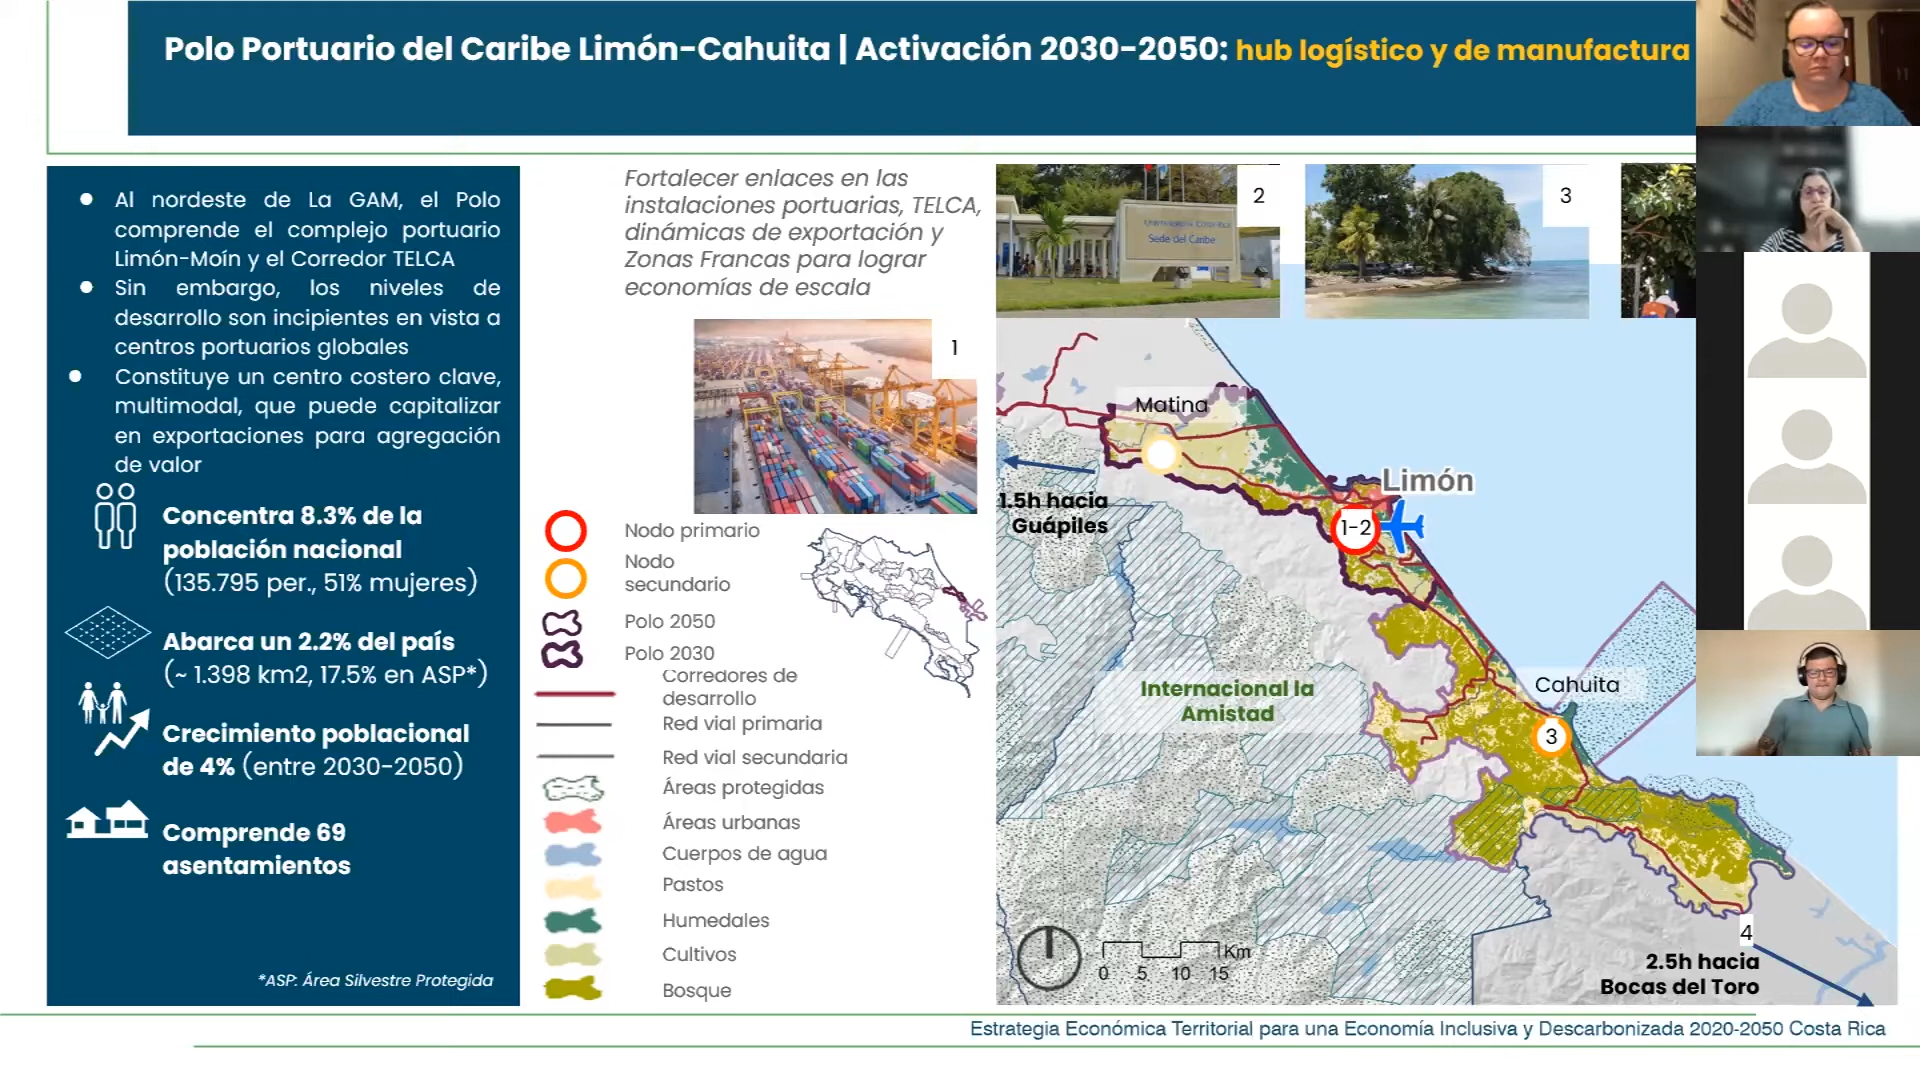 Polo Portuario del Caribe Limón-Cahuita | Activación 2030-2050: hub logístico y de manufactura
Al nordeste de La GAM, el Polo
comprende el complejo portuario
Limón-Moín y el Corredor TELCA
Sin embargo, los niveles de
desarrollo son incipientes en vista a
centros portuarios globales
Constituye un centro costero clave,
multimodal, que puede capitalizar
en exportaciones para agregación
de valor
Concentra 8.3% de la
población nacional
(135.795 per., 51% mujeres)
Abarca un 2.2% del país
(~ 1.398 km2, 17.5% en ASP*)
Crecimiento poblacional
de 4% (entre 2030-2050)
Comprende 69
asentamientos
*ASP: Área Silvestre Protegida
Fortalecer enlaces en las
instalaciones portuarias, TELCA,
dinámicas de exportación y
Zonas Francas para lograr
economías de escala
1
Nodo primario
Nodo
secundario
Polo 2050
Polo 2030
Corredores de
desarrollo
Red vial primaria
Red vial secundaria
Áreas protegidas
Áreas urbanas
Cuerpos de agua
Pastos
Humedales
Cultivos
Bosque
2
Sede del Caribe
3
Matina
Limón
1-2
1.5h hacia
Guápiles
Internacional la
Amistad
Cahuita
3
4
2.5h hacia
Bocas del Toro
Km
0 5 10 15
Estrategia Económica Territorial para una Economía Inclusiva y Descarbonizada 2020-2050 Costa Rica